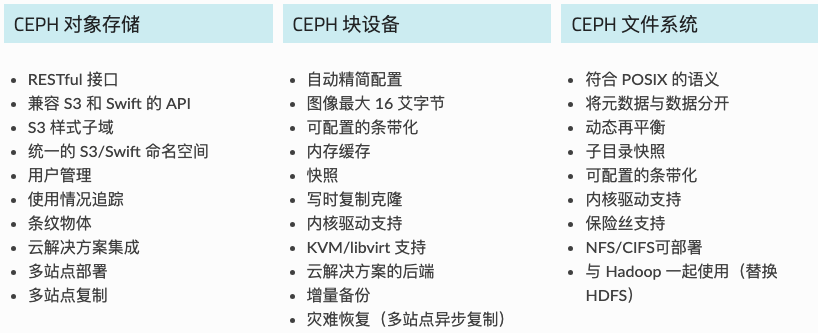 CEPH 对象存储
RESTful 接口
兼容 S3 和 Swift 的 API
S3 样式子域
统一的 S3/Swift 命名空间
用户管理
使用情况追踪
条纹物体
云解决方案集成
多站点部署
多站点复制
CEPH 块设备
自动精简配置
图像最大 16 艾字节
可配置的条带化
内存缓存
快照
写时复制克隆
内核驱动支持
KVM/libvirt 支持
云解决方案的后端
增量备份
灾难恢复（多站点异步复制）
CEPH 文件系统
符合 POSIX 的语义
将元数据与数据分开
动态再平衡
子目录快照
可配置的条带化
内核驱动支持
保险丝支持
NFS/CIFS可部署
与 Hadoop 一起使用（替换
HDFS）